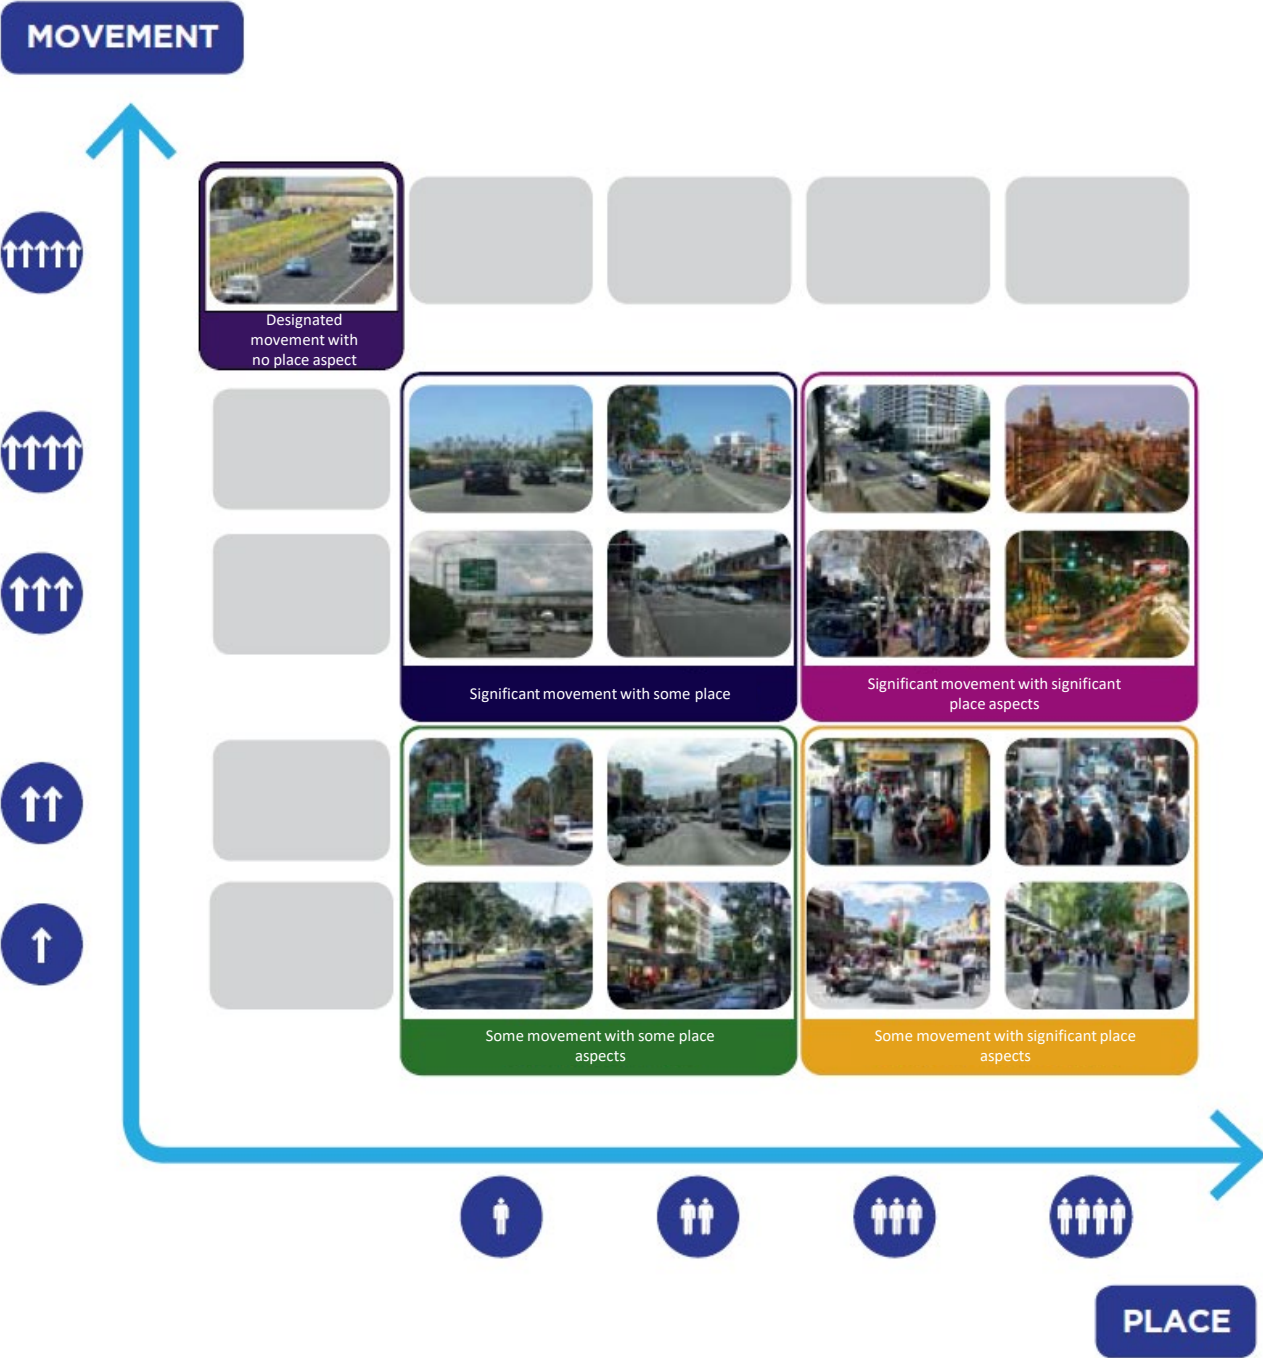 MOVEMENT
Designated
movement with
no place aspect
Significant movement with some place
Significant movement with significant
place aspects
Some movement with some place
aspects
Some movement with significant place
aspects
PLACE